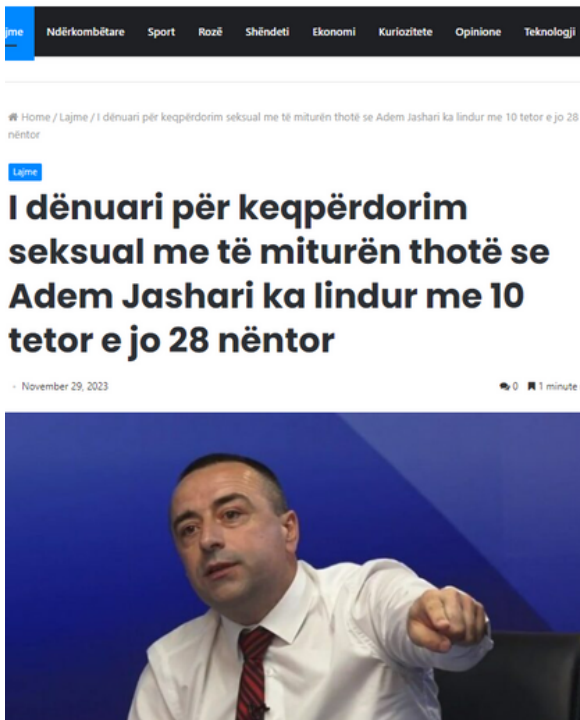 jme Ndërkombëtare Sport Rozë Shëndeti Ekonomi Kuriozitete Opinione Teknologji
Home / Lajme / I dënuari për keqpërdorim seksual me të miturën thotë se Adem Jashari ka lindur me 10 tetor e jo 28
nëntor
Lajme
I dënuari për keqpërdorim
seksual me të miturën thotë se
Adem Jashari ka lindur me 10
tetor e jo 28 nëntor
- November 29, 2023 0 1 minute